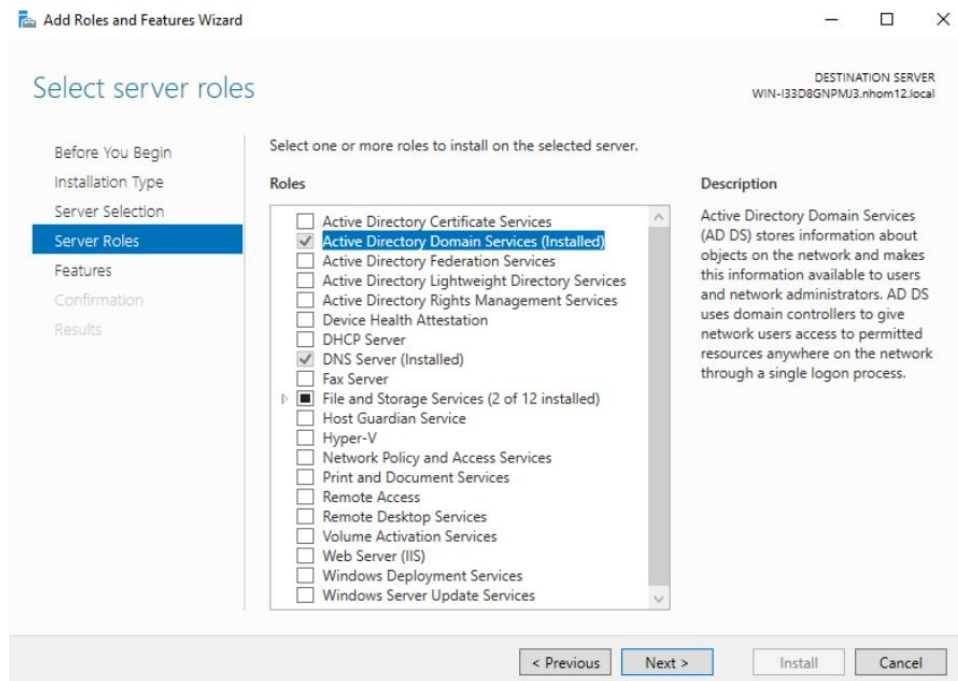 Add Roles and Features Wizard
Select server roles
DESTINATION SERVER
WIN-I33D8GNPMJ3.nhom12.local
Before You Begin
Installation Type
Server Selection
Server Roles
Features
Confirmation
Results
Select one or more roles to install on the selected server.
Roles
Active Directory Certificate Services
Active Directory Domain Services (Installed)
Active Directory Federation Services
Active Directory Lightweight Directory Services
Active Directory Rights Management Services
Device Health Attestation
DHCP Server
DNS Server (Installed)
Fax Server
File and Storage Services (2 of 12 installed)
Host Guardian Service
Hyper-V
Network Policy and Access Services
Print and Document Services
Remote Access
Remote Desktop Services
Volume Activation Services
Web Server (IIS)
Windows Deployment Services
Windows Server Update Services
Description
Active Directory Domain Services
(AD DS) stores information about
objects on the network and makes
this information available to users
and network administrators. AD DS
uses domain controllers to give
network users access to permitted
resources anywhere on the network
through a single logon process.
< Previous
Next >
Install
Cancel